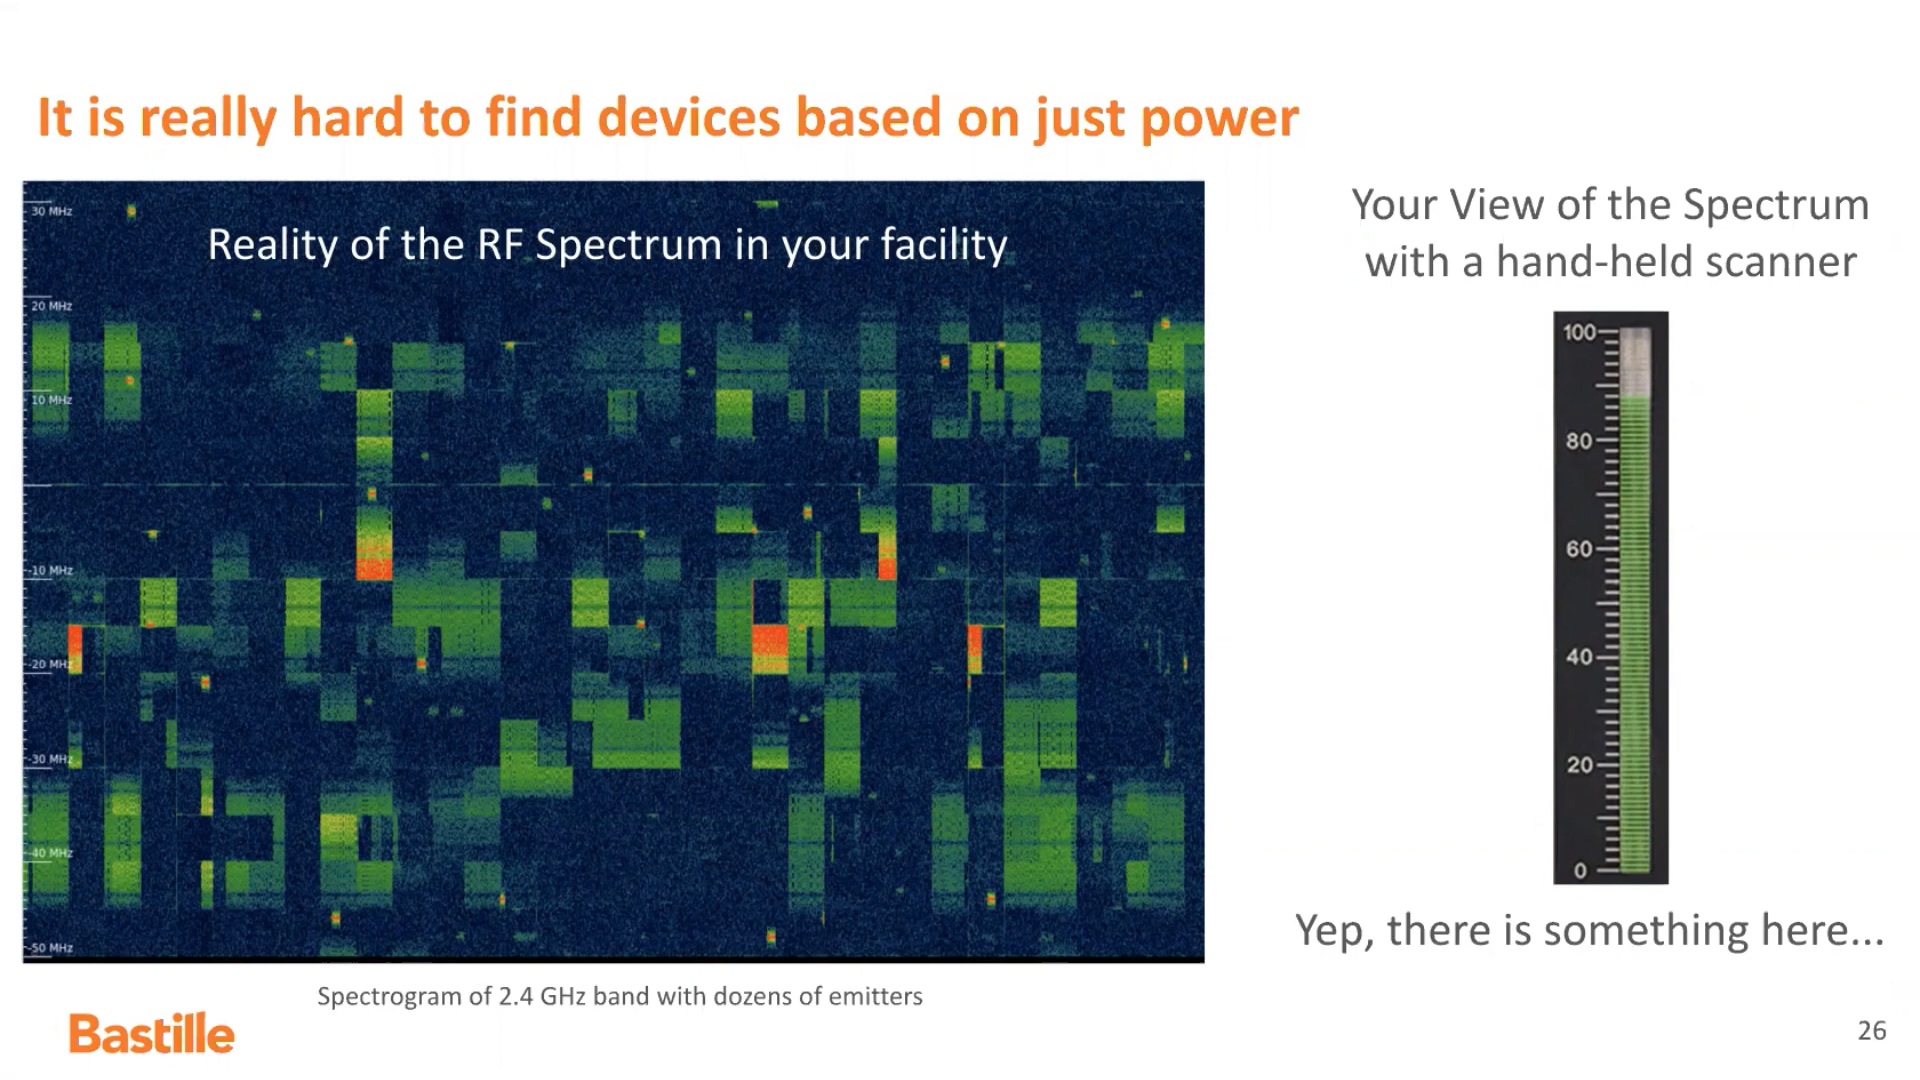 It is really hard to find devices based on just power
Reality of the RF Spectrum in your facility
30 MHz
20 MHz
10 MHz
-10 MHz
-20 MHz
-30 MHz
-40 MHz
-50 MHz
Spectrogram of 2.4 GHz band with dozens of emitters
Your View of the Spectrum
with a hand-held scanner
100
80
60
40
20
0
Yep, there is something here...
Bastille
26